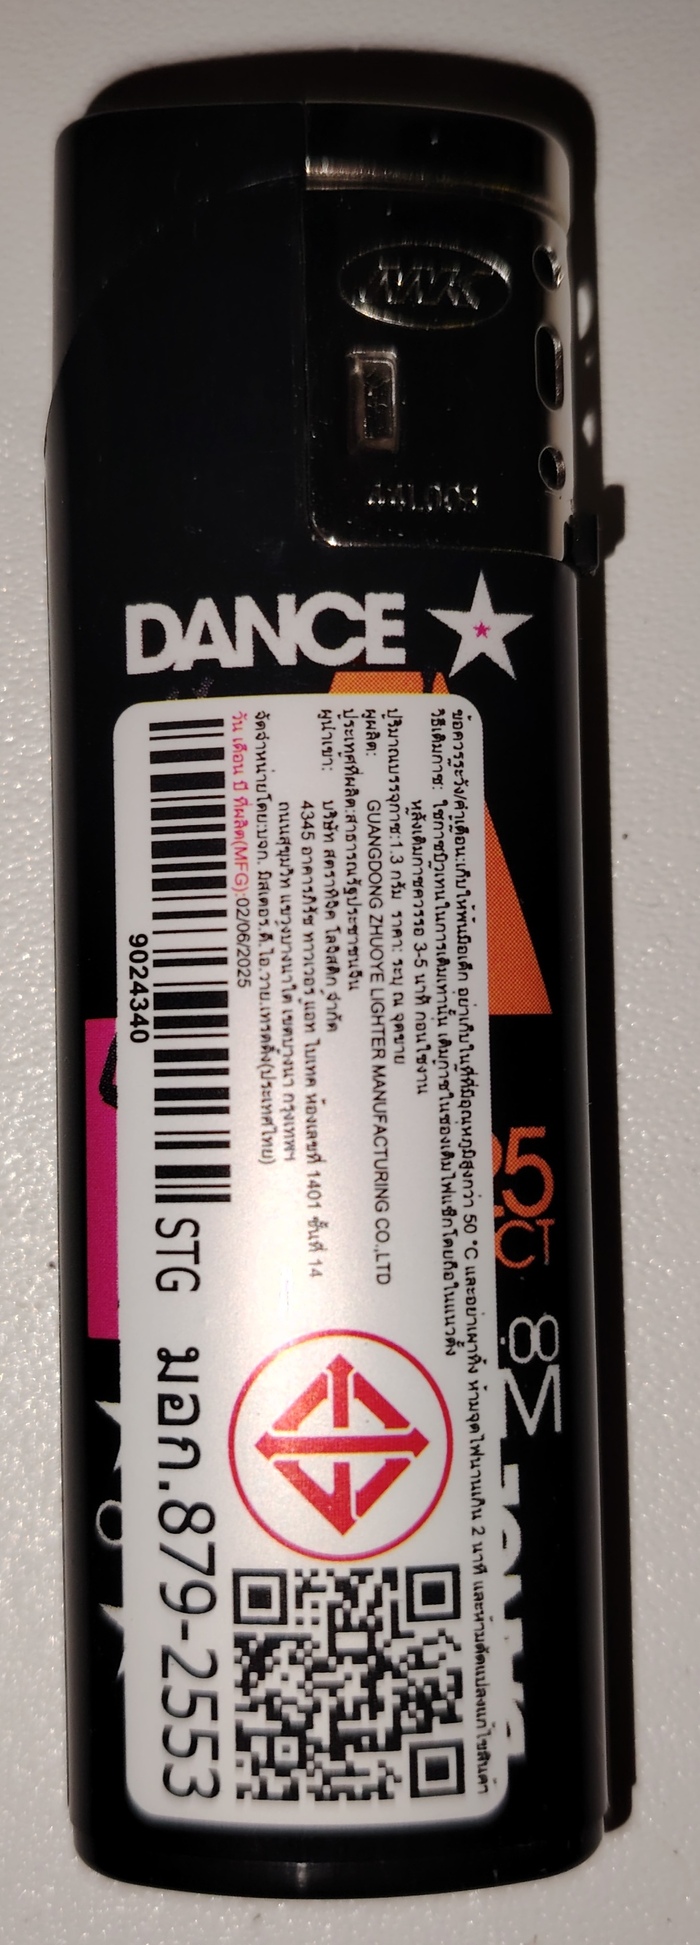 DANCE
ข้อควรระวัง/คำเตือน:เก็บให้พ้นมือเด็ก อย่าเก็บในที่ที่มีอุณหภูมิสูงกว่า 50 °C และอย่าเผาทิ้ง ห้ามจุดไฟนานเกิน 2 นาที และห้ามดัดแปลงแก้ไขสินค้า
วิธีเติมก๊าซ: ใช้ก๊าซบิวเทนในการเติมเท่านั้น เติมก๊าซในช่องเติมไฟแช็กโดยถือในแนวตั้ง
หลังเติมก๊าซควรรอ 3-5 นาที ก่อนใช้งาน
ปริมาณบรรจุก๊าซ:1.3 กรัม ราคา: ระบุ ณ จุดขาย
ผู้ผลิต: GUANGDONG ZHUOYE LIGHTER MANUFACTURING CO.,LTD
ประเทศที่ผลิต:สาธารณรัฐประชาชนจีน
ผู้นำเข้า: บริษัท สตราทิจิค โลจิสติก จำกัด
4345 อาคารภิรัช ทาวเวอร์ แอท ไบเทค ห้องเลขที่ 1401 ชั้นที่ 14
ถนนสุขุมวิท แขวงบางนาใต้ เขตบางนา กรุงเทพฯ
จัดจำหน่ายโดย:บจก. มิสเตอร์.ดี.ไอ.วาย.เทรดดิ้ง(ประเทศไทย)
วัน เดือน ปี ที่ผลิต(MFG):02/06/2025
9024340
STG มอก.879-2553
8
M